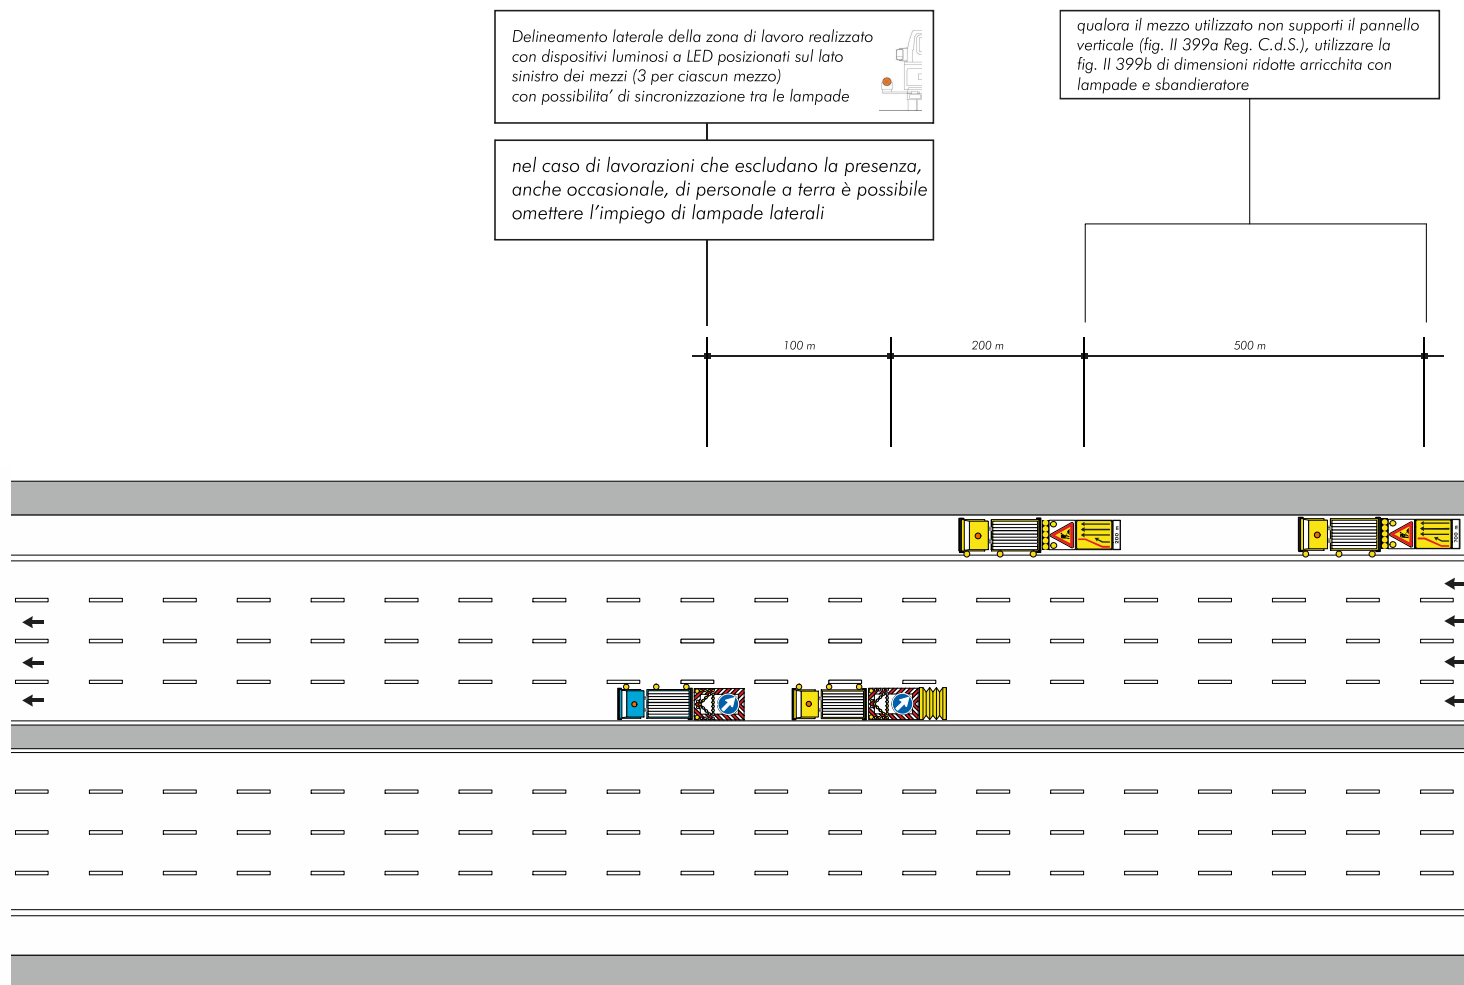 Delineamento laterale della zona di lavoro realizzato
con dispositivi luminosi a LED posizionati sul lato
sinistro dei mezzi (3 per ciascun mezzo)
con possibilita' di sincronizzazione tra le lampade
nel caso di lavorazioni che escludano la presenza,
anche occasionale, di personale a terra è possibile
omettere l'impiego di lampade laterali
qualora il mezzo utilizzato non supporti il pannello
verticale (fig. II 399a Reg. C.d.S.), utilizzare la
fig. II 399b di dimensioni ridotte arricchita con
lampade e sbandieratore
100 m
200 m
500 m
200 m
700 m